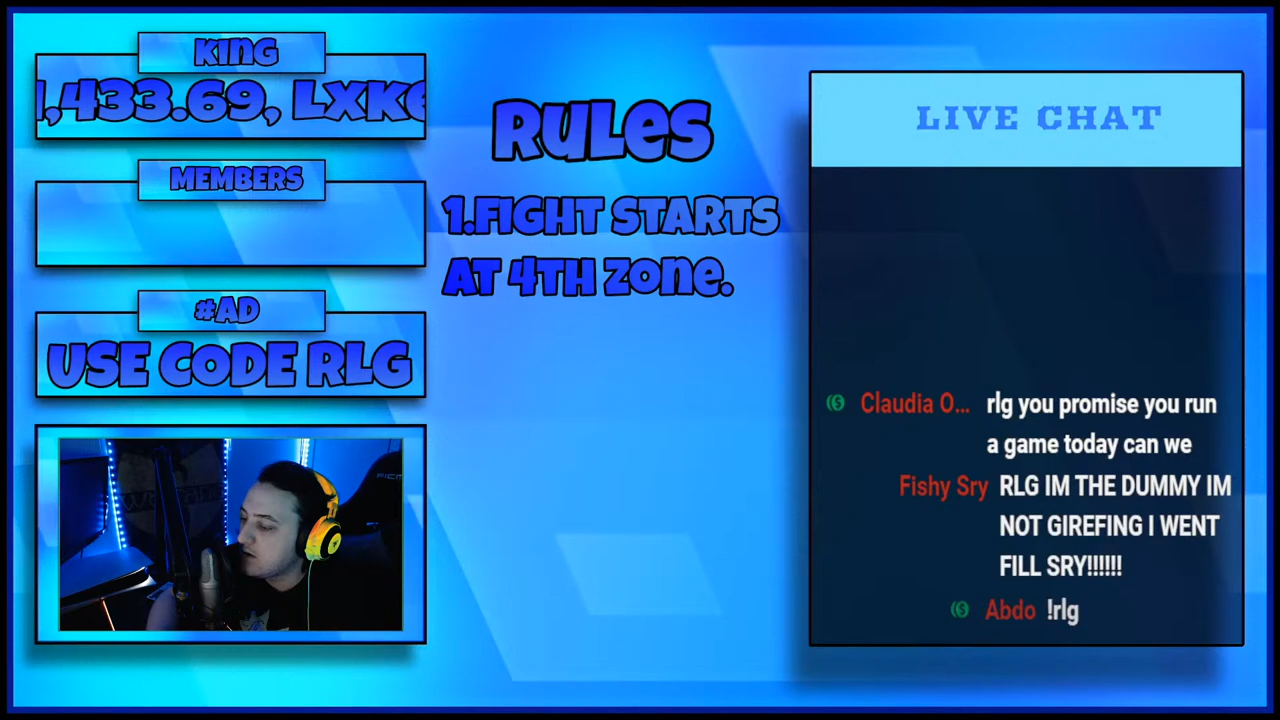 KING
1,433.69, LXK
MEMBERS
#AD
USE CODE RLG
RULES
1.FIGHT STARTS
AT 4TH ZONE.
LIVE CHAT
Claudia O... rlg you promise you run
a game today can we
Fishy Sry RLG IM THE DUMMY IM
NOT GIREFING I WENT
FILL SRY!!!!!!
Abdo !rlg